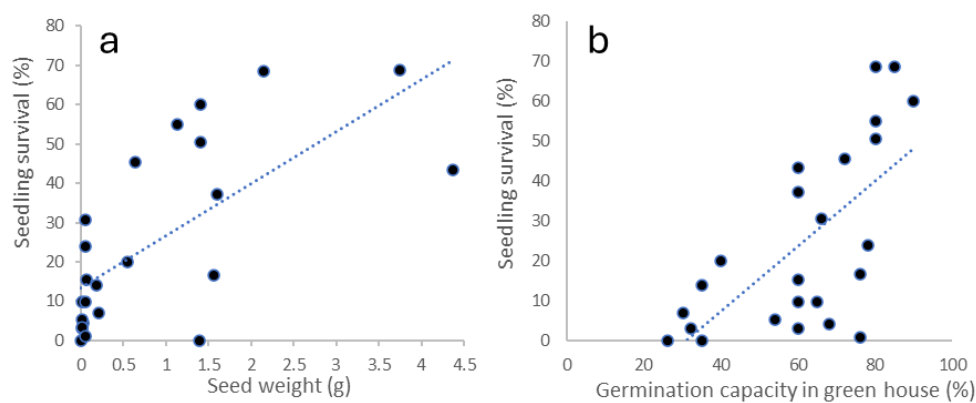 a
Seedling survival (%)
80
70
60
50
40
30
20
10
0
0 0.5 1 1.5 2 2.5 3 3.5 4 4.5
Seed weight (g)
b
Seedling survival (%)
80
70
60
50
40
30
20
10
0
0 20 40 60 80 100
Germination capacity in green house (%)